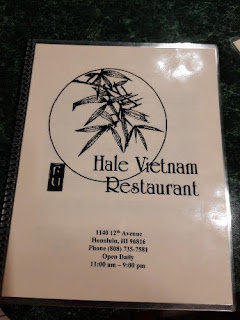 Hale Vietnam
Restaurant
1140 12th Avenue
Honolulu, HI 96816
Phone (808) 735-7581
Open Daily
11:00 am – 9:00 pm